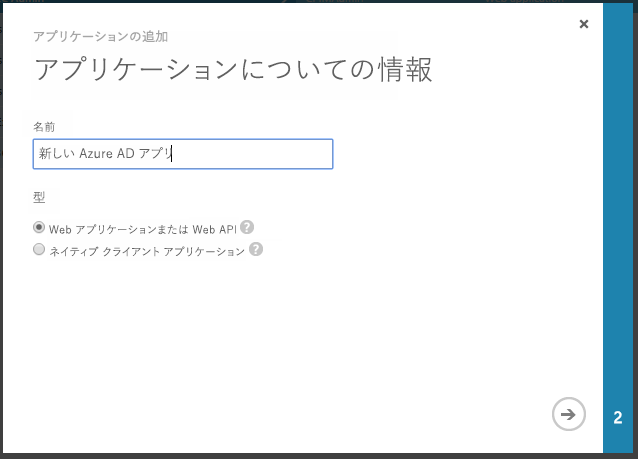 アプリケーションの追加
アプリケーションについての情報
名前
新しい Azure AD アプリ
型
Web アプリケーションまたは Web API ?
ネイティブ クライアント アプリケーション ?
2